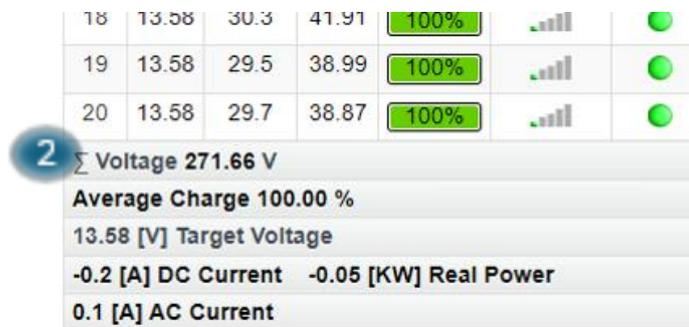 18 13.58 30.3 41.91 100%
19 13.58 29.5 38.99 100%
20 13.58 29.7 38.87 100%
2 ∑ Voltage 271.66 V
Average Charge 100.00 %
13.58 [V] Target Voltage
-0.2 [A] DC Current -0.05 [KW] Real Power
0.1 [A] AC Current